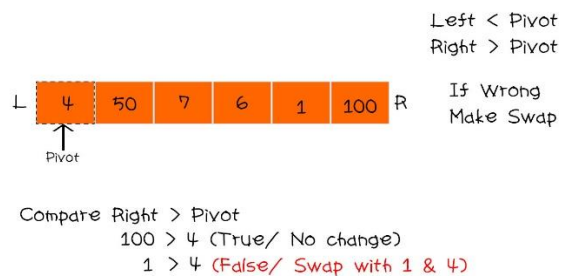 Left < Pivot
Right > Pivot
If Wrong
Make Swap
L 4 50 7 6 1 100 R
Pivot
Compare Right > Pivot
100 > 4 (True/ No change)
1 > 4 (False/ Swap with 1 & 4)